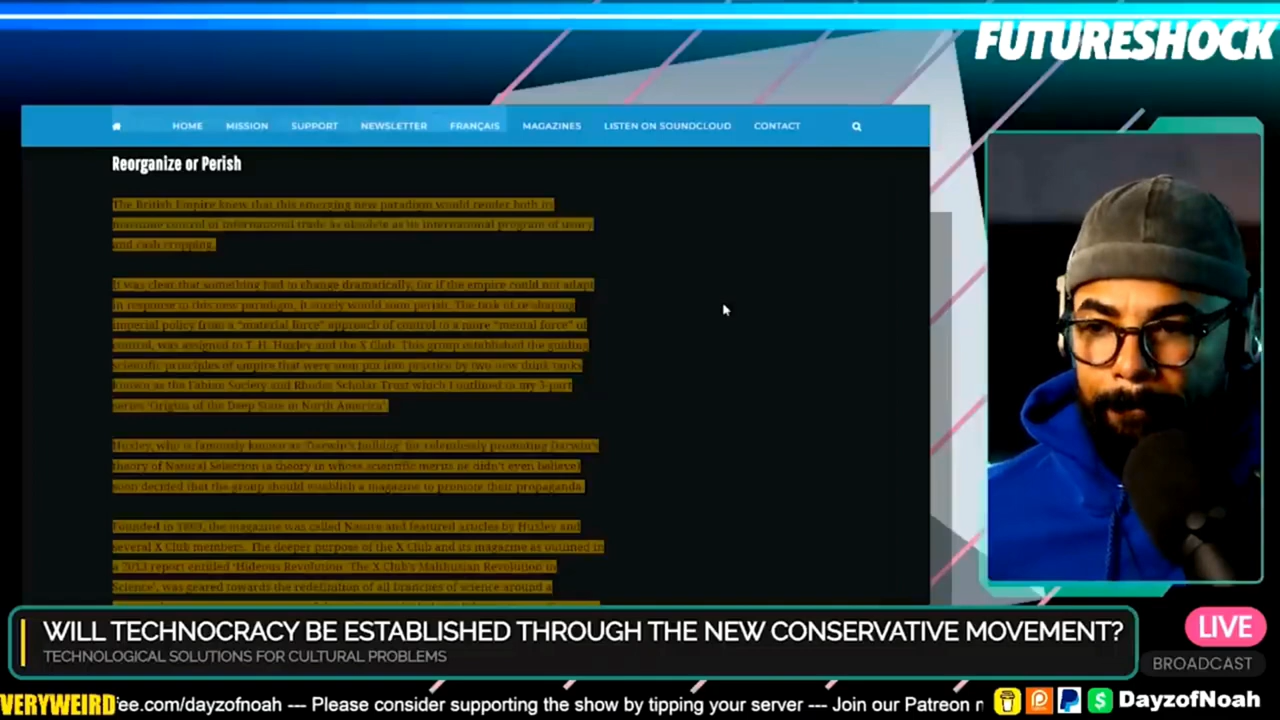 FUTURESHOCK
HOME MISSION SUPPORT NEWSLETTER FRANÇAIS MAGAZINES LISTEN ON SOUNDCLOUD CONTACT
Reorganize or Perish
The British Empire knew that this emerging new paradigm would render both its
maritime control of international trade as obsolete as its international program of usury
and cash cropping.
It was clear that something had to change dramatically, for if the empire could not adapt
in response to this new paradigm, it surely would soon perish. The task of re-shaping
imperial policy from a “material force” approach of control to a more “mental force” of
control, was assigned to T.H. Huxley and the X Club. This group established the guiding
scientific principles of empire that were soon put into practice by two new think tanks
known as the Fabian Society and Rhodes Scholar Trust which I outlined in my 3-part
series ‘Origins of the Deep State in North America’.
Huxley, who is famously known as ‘Darwin's bulldog’ for relentlessly promoting Darwin's
theory of Natural Selection (a theory in whose scientific merits he didn't even believe)
soon decided that the group should establish a magazine to promote their propaganda.
Founded in 1869, the magazine was called Nature and featured articles by Huxley and
several X Club members. The deeper purpose of the X Club and its magazine as outlined in
a 2013 report entitled ‘Hideous Revolution: The X Club's Malthusian Revolution in
Science’, was geared towards the redefinition of all branches of science around a
WILL TECHNOCRACY BE ESTABLISHED THROUGH THE NEW CONSERVATIVE MOVEMENT?
TECHNOLOGICAL SOLUTIONS FOR CULTURAL PROBLEMS
LIVE
BROADCAST
VERYWEIRD ee.com/dayzofnoah --- Please consider supporting the show by tipping your server --- Join our Patreon DayzofNoah